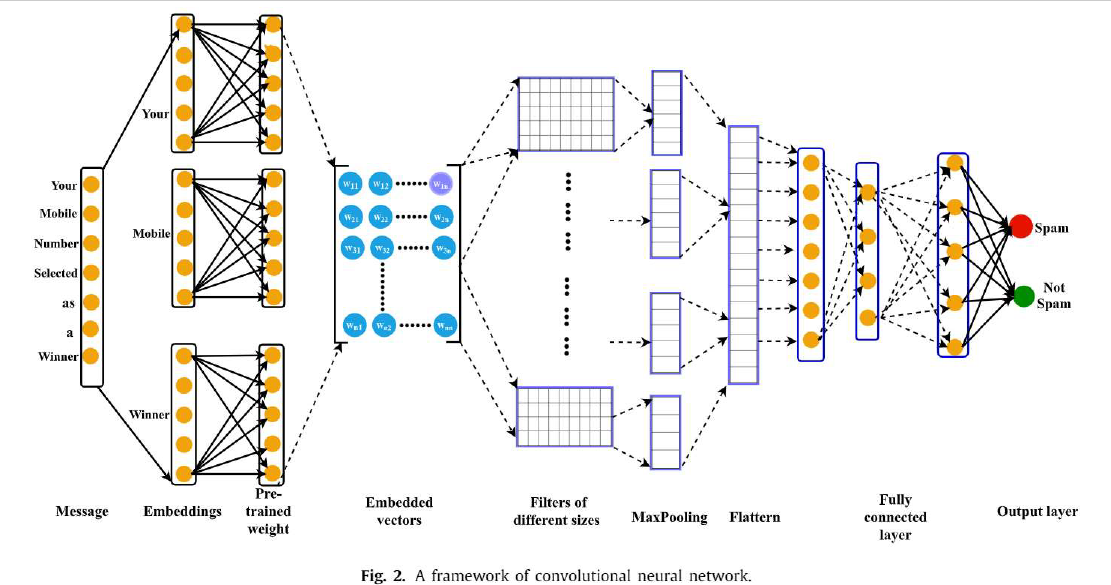 Your
Mobile
Number
Selected
as
a
Winner
Your
Mobile
Winner
w11 w12 w1n
w21 w22 w2n
w31 w32 w3n
wn1 wn2 wnn
Spam
Not
Spam
Message
Embeddings
Pre-
trained
weight
Embedded
vectors
Filters of
different sizes
MaxPooling
Flattern
Fully
connected
layer
Output layer
Fig. 2. A framework of convolutional neural network.